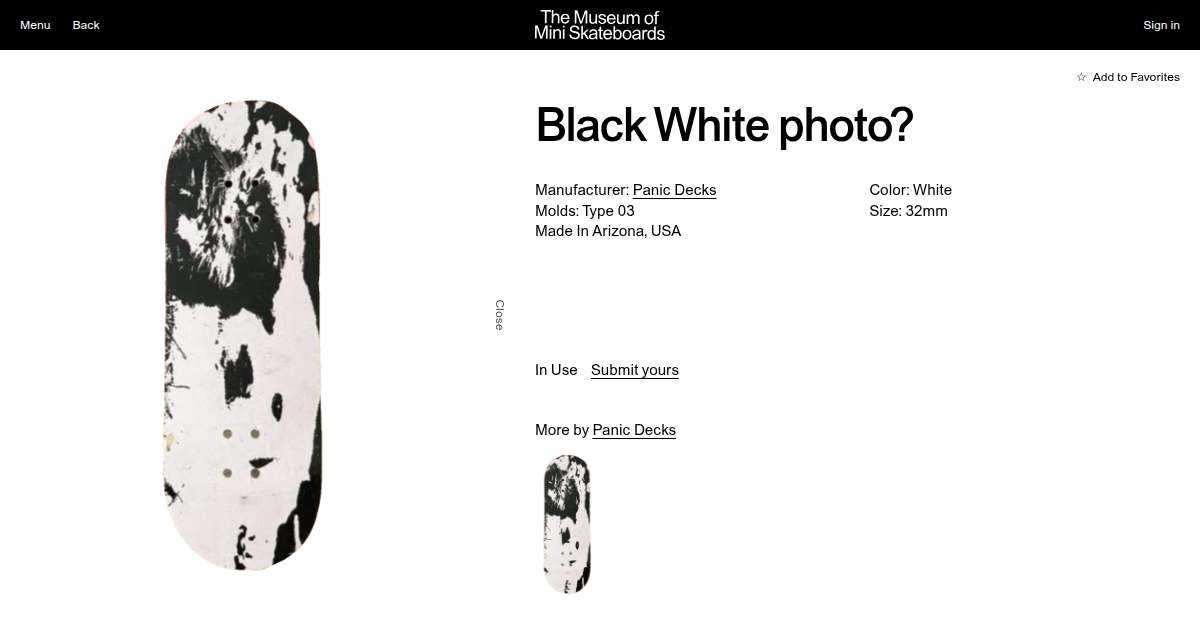 Menu
Back
The Museum of
Mini Skateboards
Sign in
☆ Add to Favorites
Black White photo?
Manufacturer: Panic Decks
Molds: Type 03
Made In Arizona, USA
Color: White
Size: 32mm
Close
In Use Submit yours
More by Panic Decks